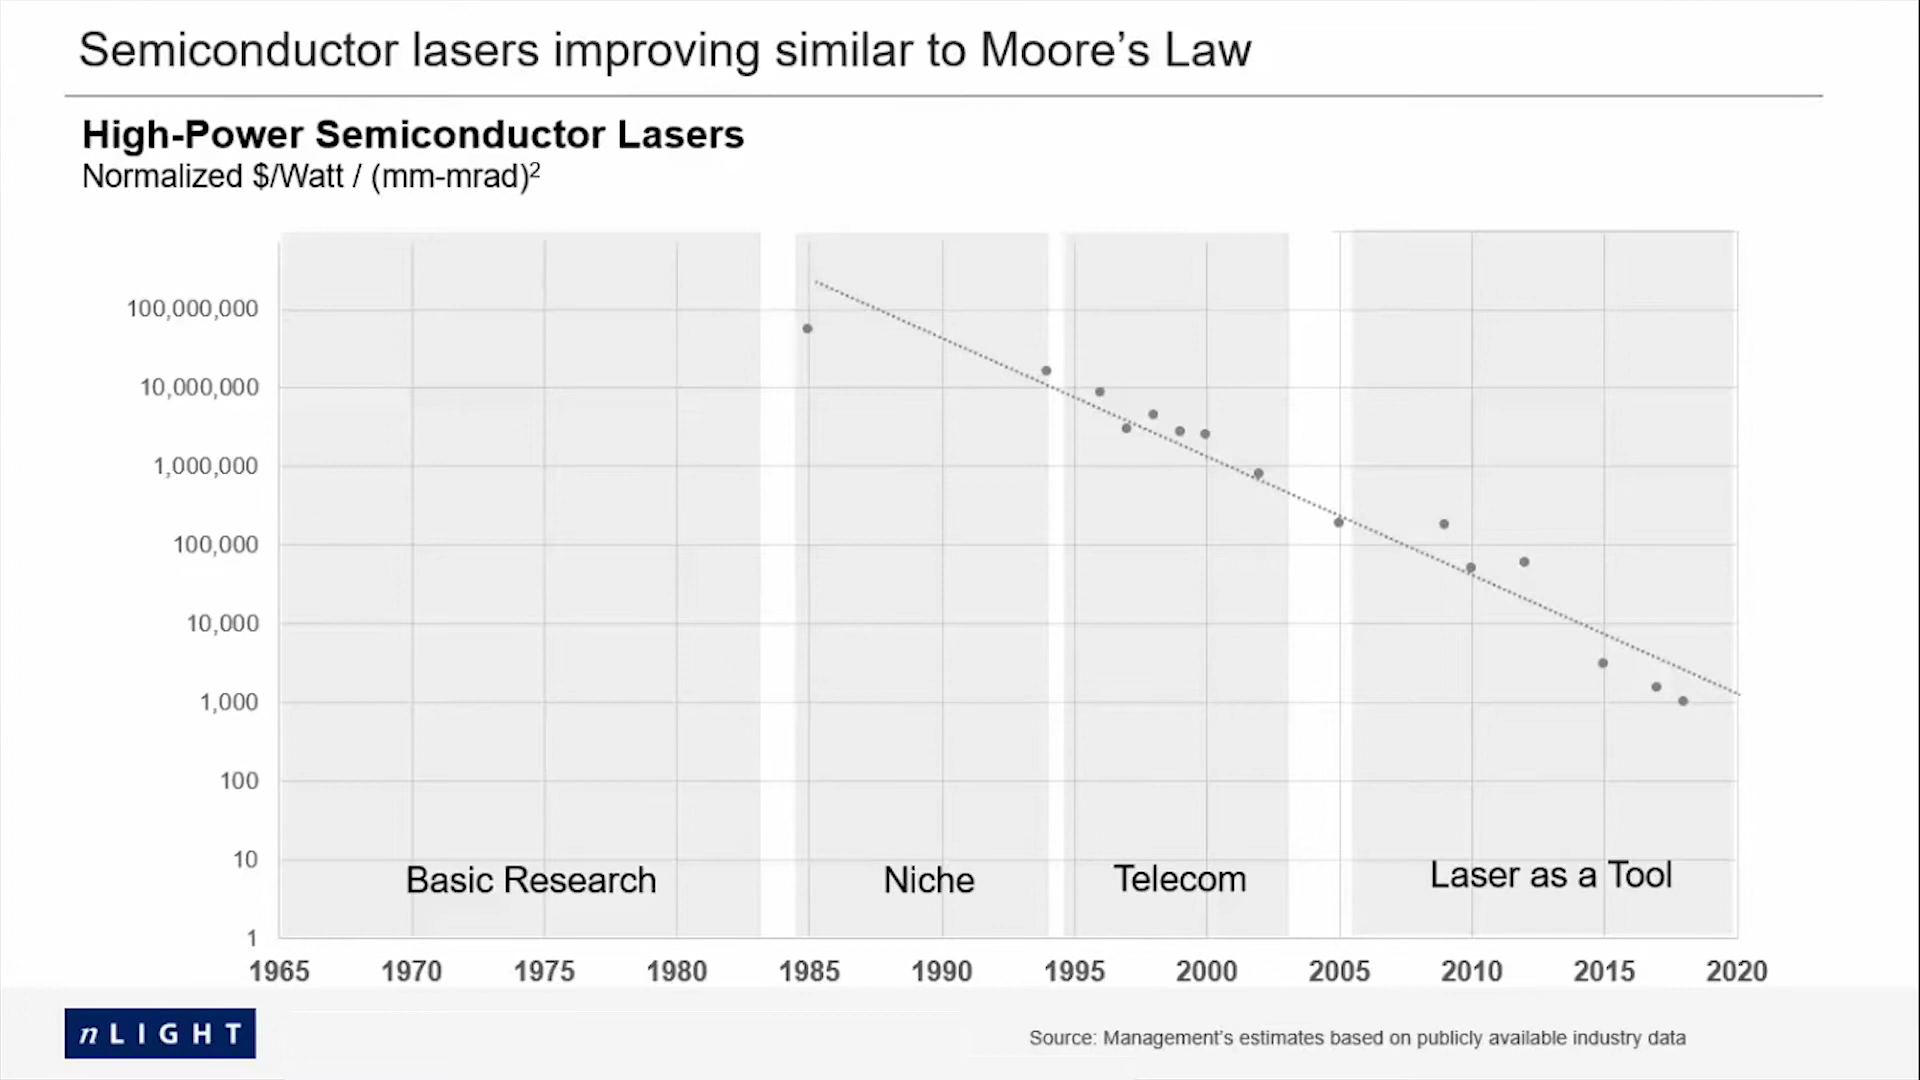 Semiconductor lasers improving similar to Moore’s Law
High-Power Semiconductor Lasers
Normalized $/Watt / (mm-mrad)²
100,000,000
10,000,000
1,000,000
100,000
10,000
1,000
100
10
1
Basic Research
Niche
Telecom
Laser as a Tool
1965 1970 1975 1980 1985 1990 1995 2000 2005 2010 2015 2020
nLIGHT
Source: Management’s estimates based on publicly available industry data